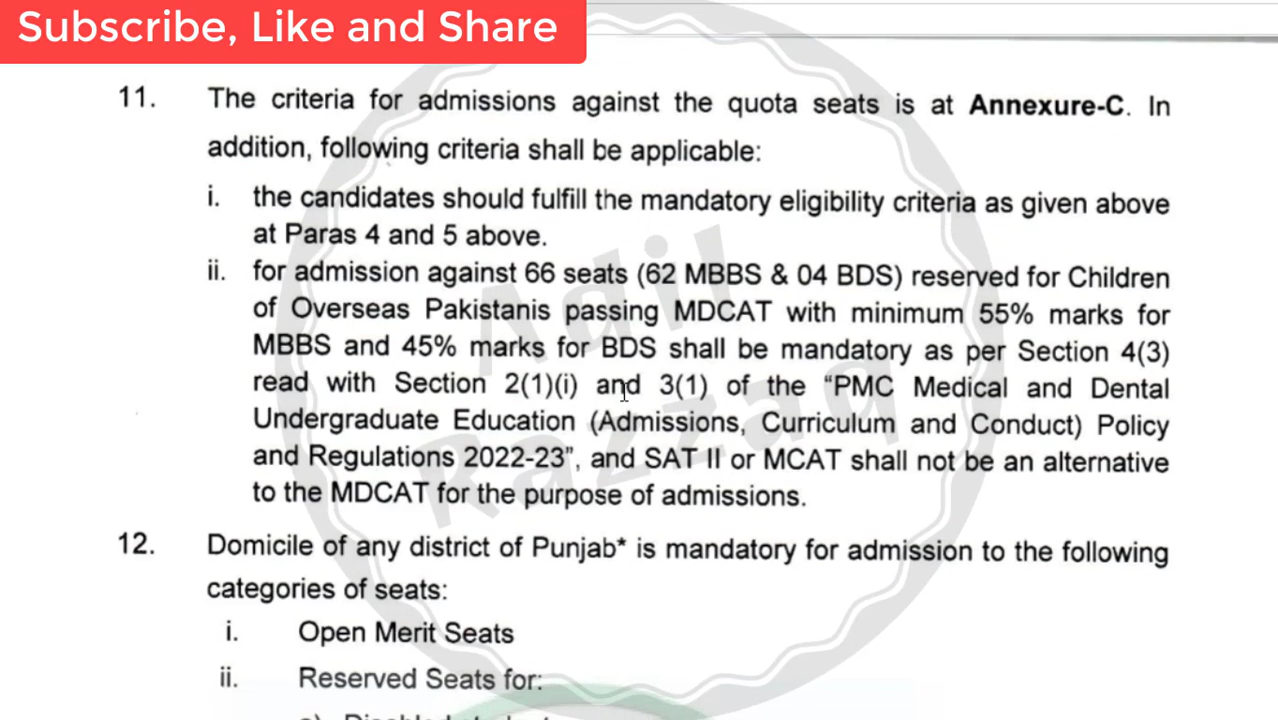 Subscribe, Like and Share
11. The criteria for admissions against the quota seats is at Annexure-C. In
addition, following criteria shall be applicable:
i. the candidates should fulfill the mandatory eligibility criteria as given above
at Paras 4 and 5 above.
ii. for admission against 66 seats (62 MBBS & 04 BDS) reserved for Children
of Overseas Pakistanis passing MDCAT with minimum 55% marks for
MBBS and 45% marks for BDS shall be mandatory as per Section 4(3)
read with Section 2(1)(i) and 3(1) of the “PMC Medical and Dental
Undergraduate Education (Admissions, Curriculum and Conduct) Policy
and Regulations 2022-23”, and SAT II or MCAT shall not be an alternative
to the MDCAT for the purpose of admissions.
12. Domicile of any district of Punjab* is mandatory for admission to the following
categories of seats:
i. Open Merit Seats
ii. Reserved Seats for:
Adil
Razzaq